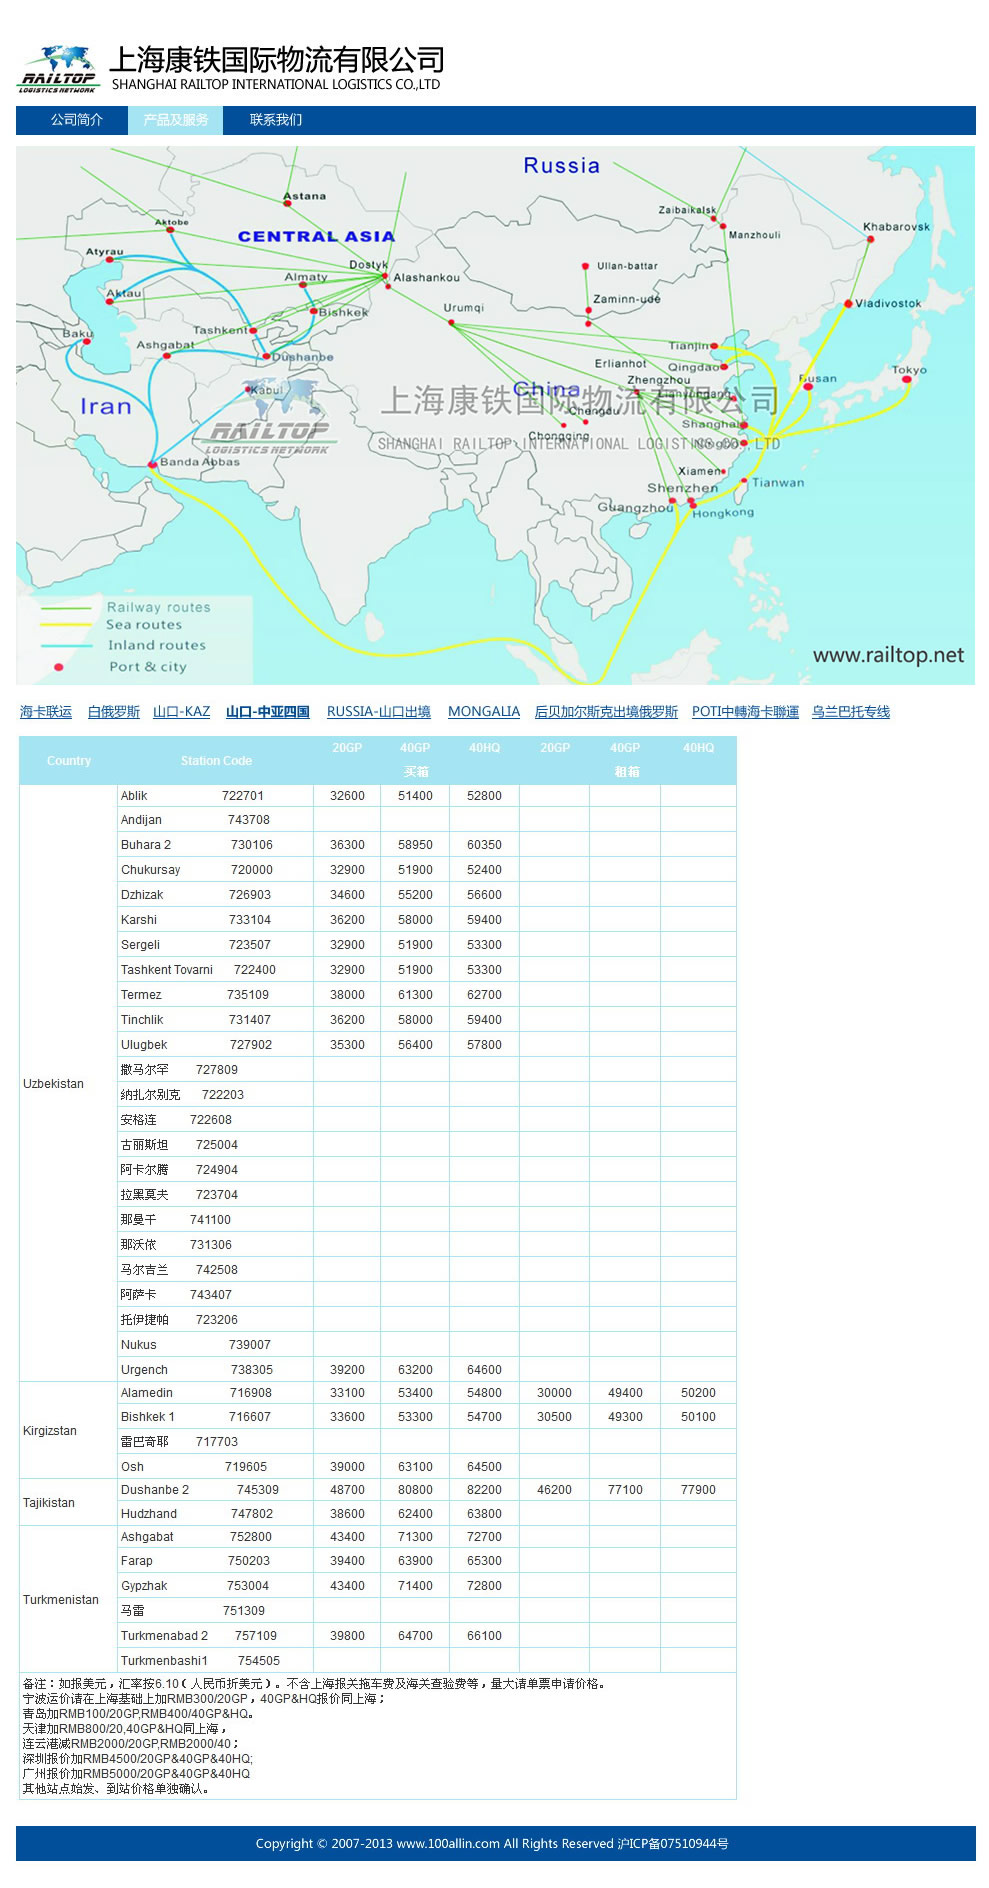 上海康铁国际物流有限公司
RAILTOP
LOGISTICS NETWORK
SHANGHAI RAILTOP INTERNATIONAL LOGISTICS CO.,LTD
公司简介 产品及服务 联系我们
Russia
Astana
Zaibaikalsk
Aktobe
Khabarovsk
CENTRAL ASIA
Manzhouli
Atyrau
Dostyk
Ullan-battar
Almaty
Alashankou
Aktau
Zaminn-ude
Vladivostok
Urumqi
Bishkek
Tashkent
Baku
Ashgabat
Tianjin
Dushanbe
Erlianhot
Qingdao
Tokyo
Zhengzhou
Busan
Kabul
China
Lianyungang
上海康铁国际物流有限公司
Iran
Chengdu
Shanghai
RAILTOP
LOGISTICS NETWORK
Chongqing
SHANGHAI RAILTOP INTERNATIONAL LOGISTICS CO.,LTD
Ningbo
Banda Abbas
Xiamen
Tianwan
Shenzhen
Guangzhou
Hongkong
Railway routes
Sea routes
Inland routes
Port & city
www.railtop.net
海卡联运 白俄罗斯 山口-KAZ 山口-中亚四国 RUSSIA-山口出境 MONGALIA 后贝加尔斯克出境俄罗斯 POTI中轉海卡聯運 乌兰巴托专线
Country Station Code 20GP 40GP 40HQ 20GP 40GP 40HQ
买箱 租箱
Uzbekistan
Ablik 722701 32600 51400 52800
Andijan 743708
Buhara 2 730106 36300 58950 60350
Chukursay 720000 32900 51900 52400
Dzhizak 726903 34600 55200 56600
Karshi 733104 36200 58000 59400
Sergeli 723507 32900 51900 53300
Tashkent Tovarni 722400 32900 51900 53300
Termez 735109 38000 61300 62700
Tinchlik 731407 36200 58000 59400
Ulugbek 727902 35300 56400 57800
撒马尔罕 727809
纳扎尔别克 722203
安格连 722608
古丽斯坦 725004
阿卡尔腾 724904
拉黑莫夫 723704
那曼千 741100
那沃侬 731306
马尔吉兰 742508
阿萨卡 743407
托伊捷帕 723206
Nukus 739007
Urgench 738305 39200 63200 64600
Kirgizstan
Alamedin 716908 33100 53400 54800 30000 49400 50200
Bishkek 1 716607 33600 53300 54700 30500 49300 50100
雷巴奇耶 717703
Osh 719605 39000 63100 64500
Tajikistan
Dushanbe 2 745309 48700 80800 82200 46200 77100 77900
Hudzhand 747802 38600 62400 63800
Turkmenistan
Ashgabat 752800 43400 71300 72700
Farap 750203 39400 63900 65300
Gypzhak 753004 43400 71400 72800
马雷 751309
Turkmenabad 2 757109 39800 64700 66100
Turkmenbashi1 754505
备注：如报美元，汇率按6.10（人民币折美元）。不含上海报关拖车费及海关查验费等，量大请单票申请价格。
宁波运价请在上海基础上加RMB300/20GP，40GP&HQ报价同上海；
青岛加RMB100/20GP,RMB400/40GP&HQ。
天津加RMB800/20,40GP&HQ同上海，
连云港减RMB2000/20GP,RMB2000/40；
深圳报价加RMB4500/20GP&40GP&40HQ;
广州报价加RMB5000/20GP&40GP&40HQ
其他站点始发、到站价格单独确认。
Copyright © 2007-2013 www.100allin.com All Rights Reserved 沪ICP备07510944号